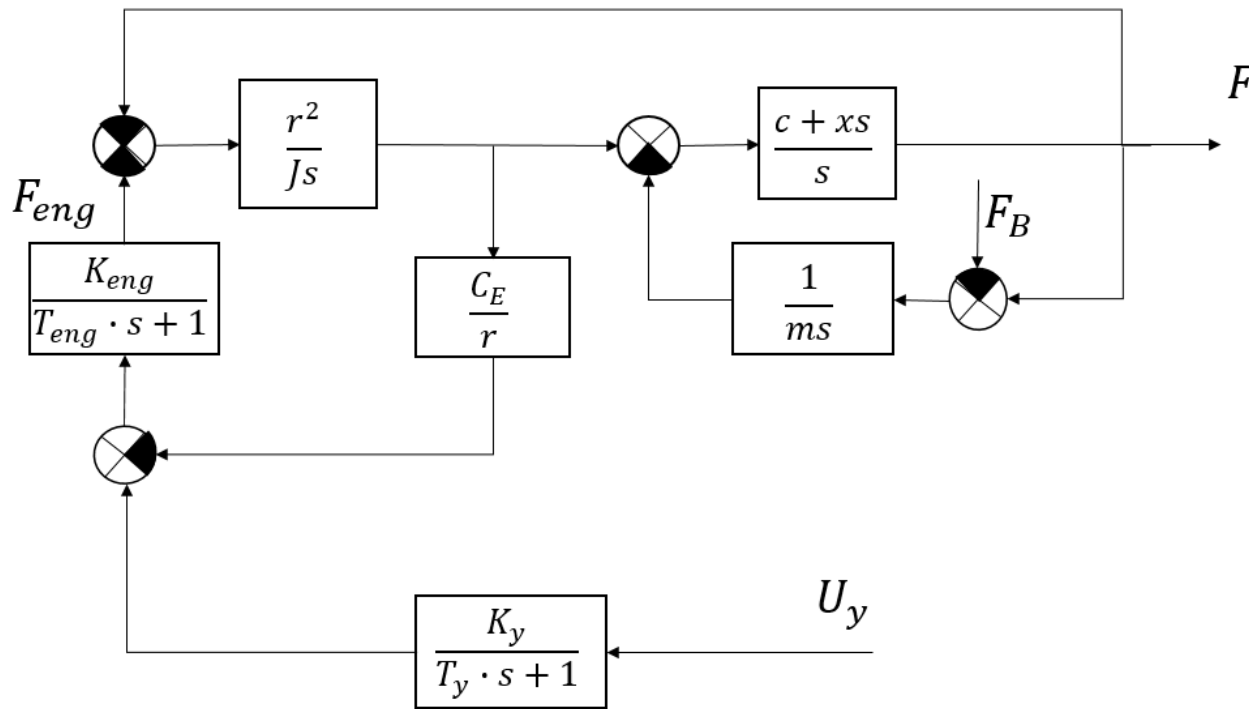 F
r²
Js
c + xs
s
F_eng
F_B
K_eng
T_eng · s + 1
C_E
r
1
ms
U_y
K_y
T_y · s + 1